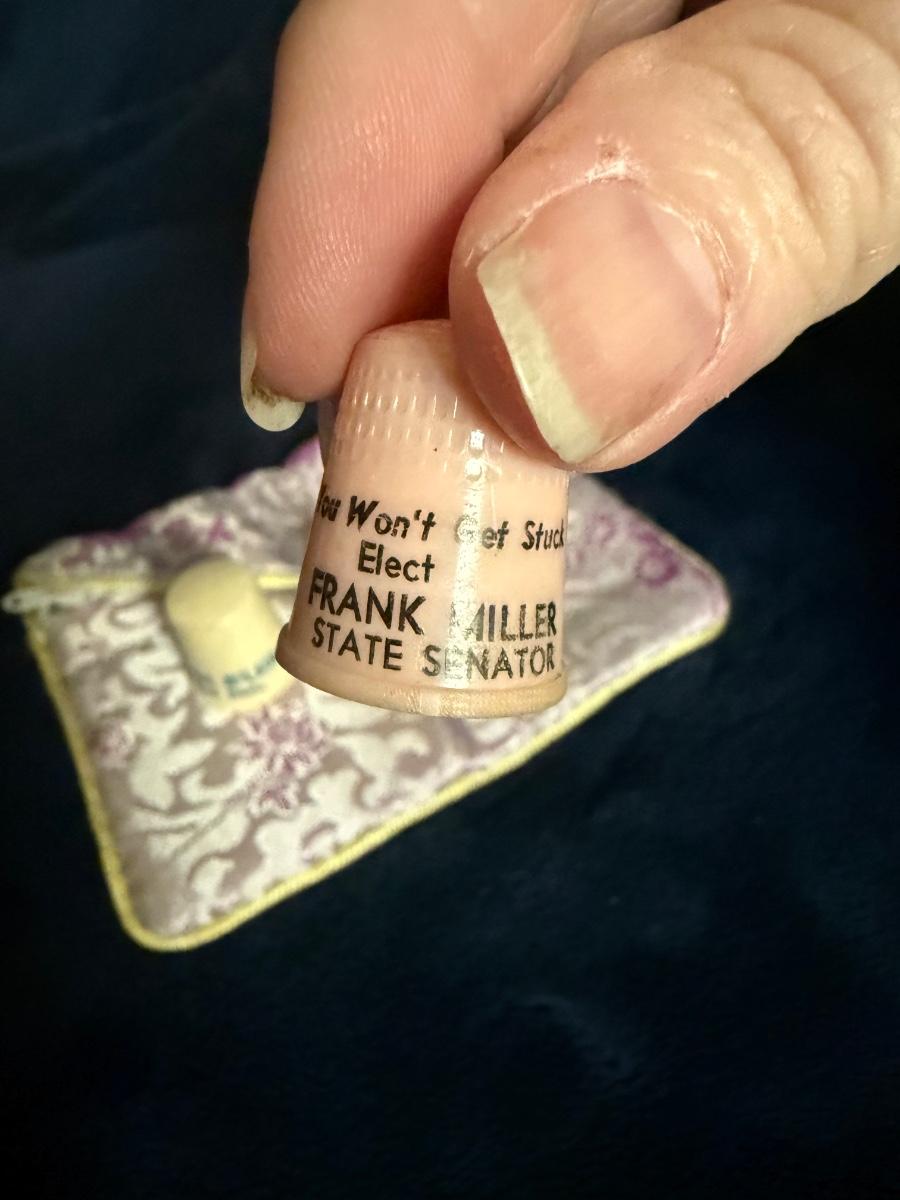 You Won't Get Stuck
Elect
FRANK MILLER
STATE SENATOR